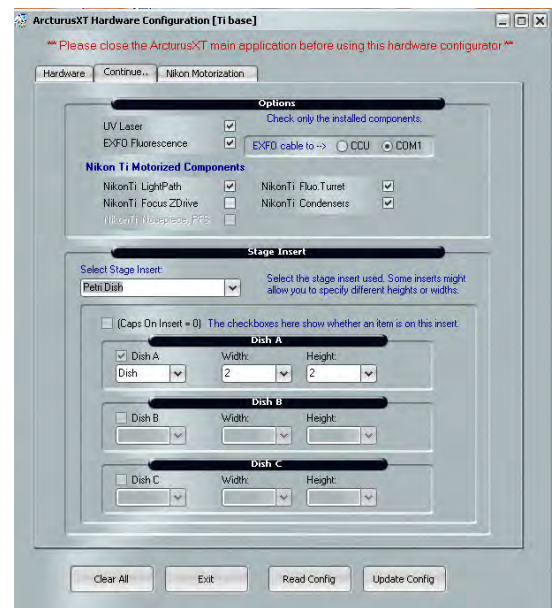 ArcturusXT Hardware Configuration [Ti base]
** Please close the ArcturusXT main application before using this hardware configurator **
Hardware Continue.. Nikon Motorization
Options
Check only the installed components.
UV Laser
EXFO Fluorescence EXFO cable to --> CCU COM1
Nikon Ti Motorized Components
NikonTi LightPath NikonTi Fluo.Turret
NikonTi Focus ZDrive NikonTi Condensers
NikonTi Nosepiece, PFS
Stage Insert
Select Stage Insert:
Petri Dish
Select the stage insert used. Some inserts might
allow you to specify different heights or widths.
(Caps On Insert = 0) The checkboxes here show whether an item is on this insert.
Dish A
Dish A Width: Height:
Dish 2 2
Dish B
Dish B Width: Height:
Dish C
Dish C Width: Height:
Clear All Exit Read Config Update Config